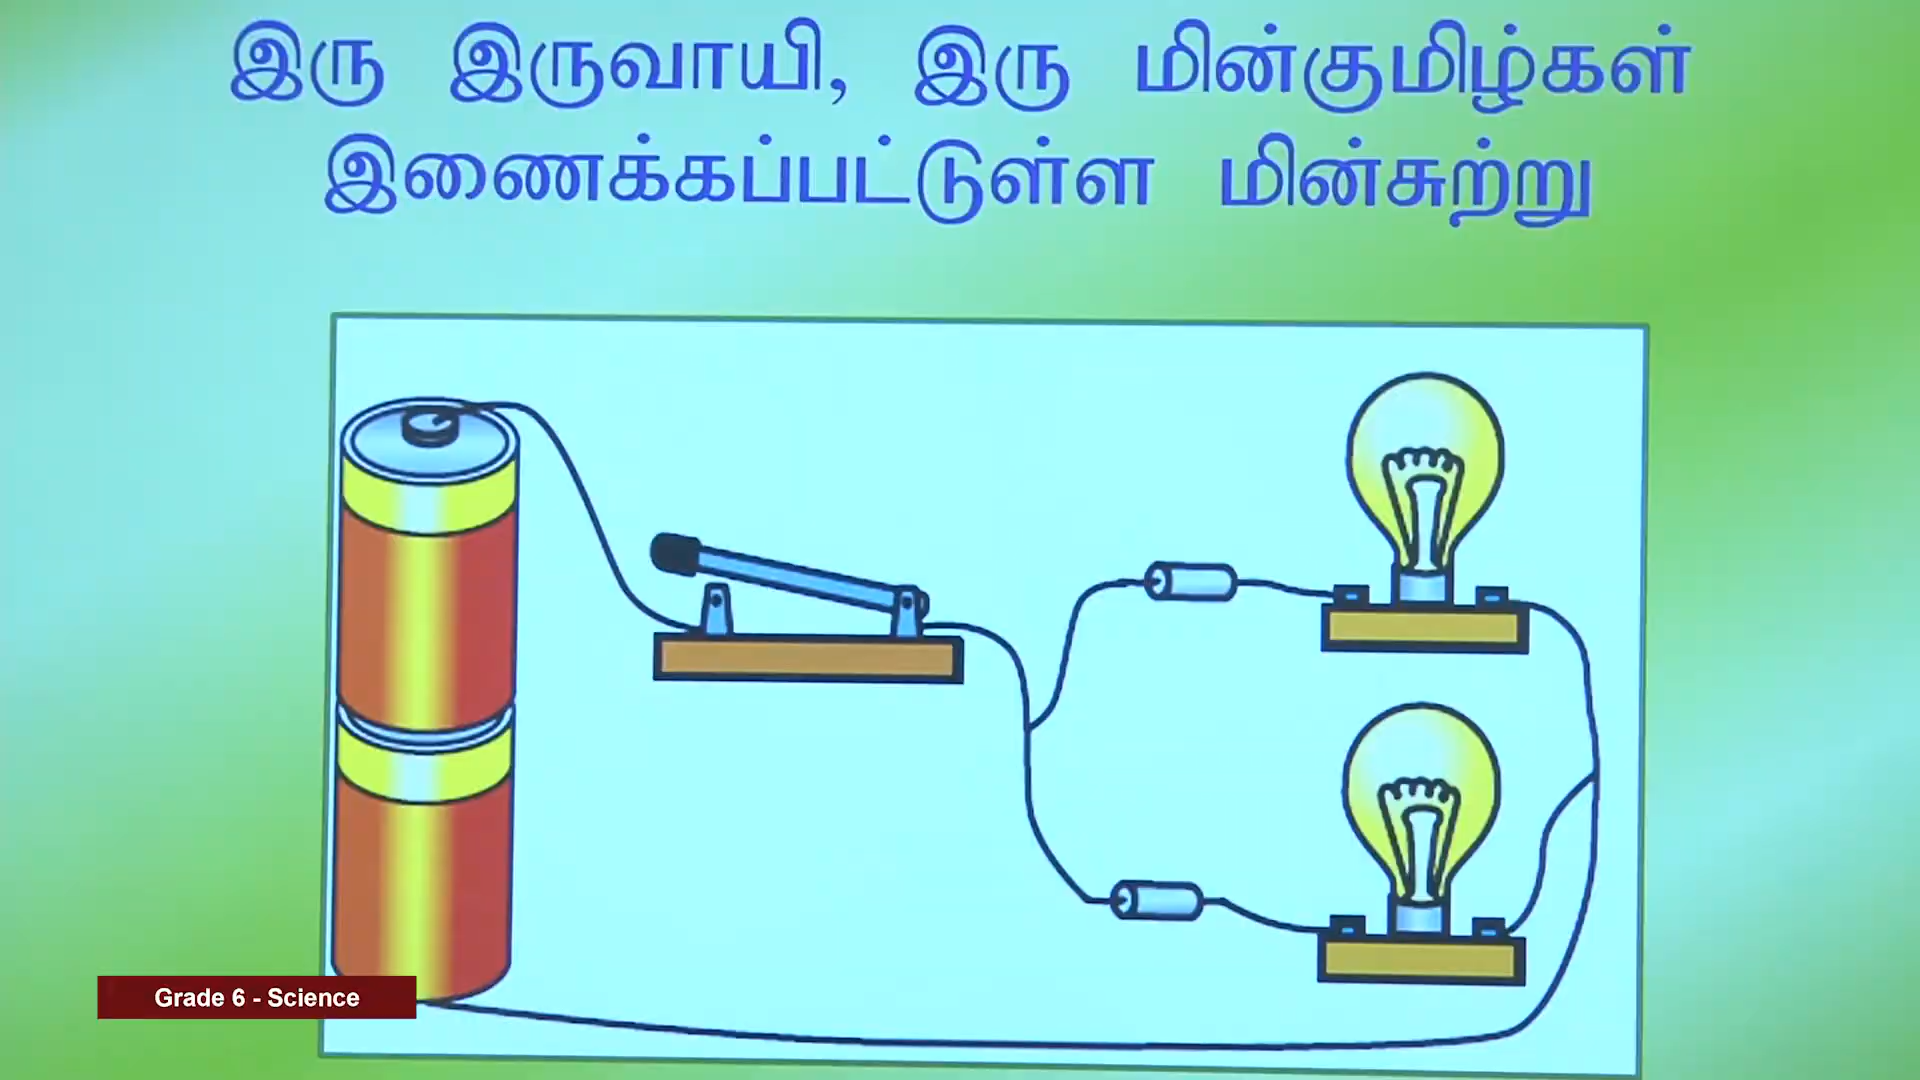 இரு இருவாயி, இரு மின்குமிழ்கள்
இணைக்கப்பட்டுள்ள மின்சுற்று
Grade 6 - Science